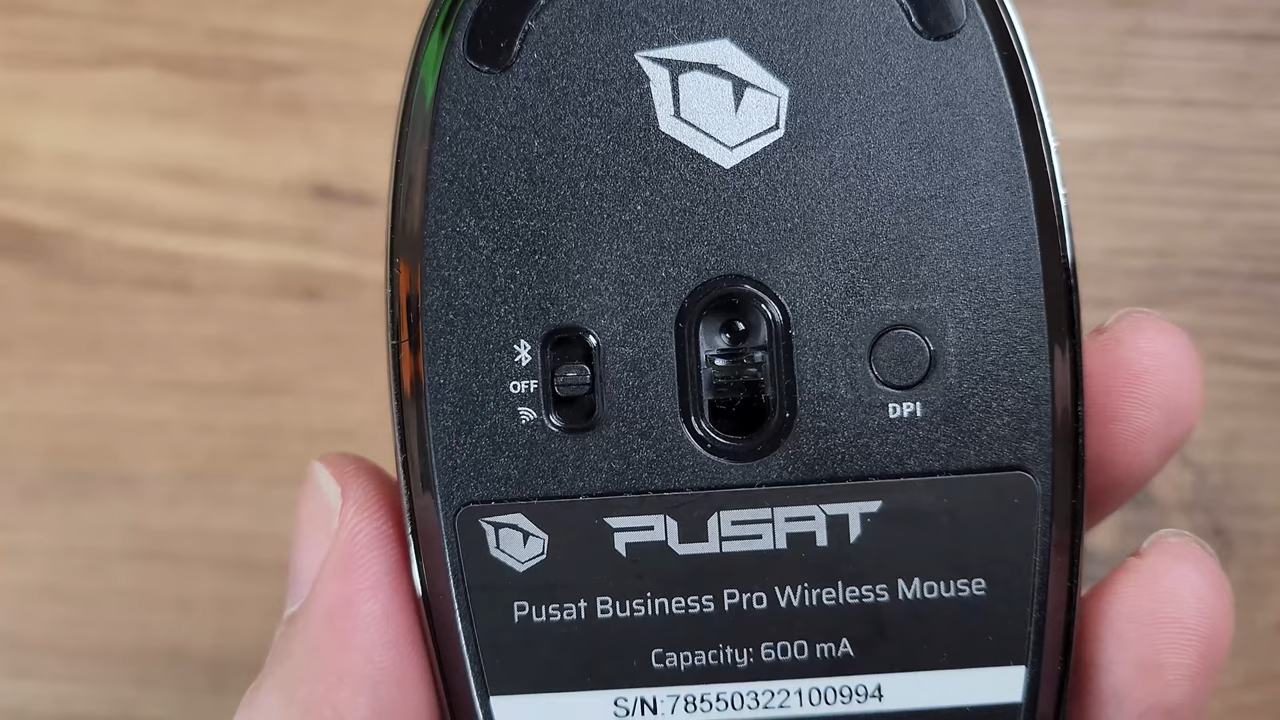 OFF
DPI
PUSAT
Pusat Business Pro Wireless Mouse
Capacity: 600 mA
S/N:78550322100994